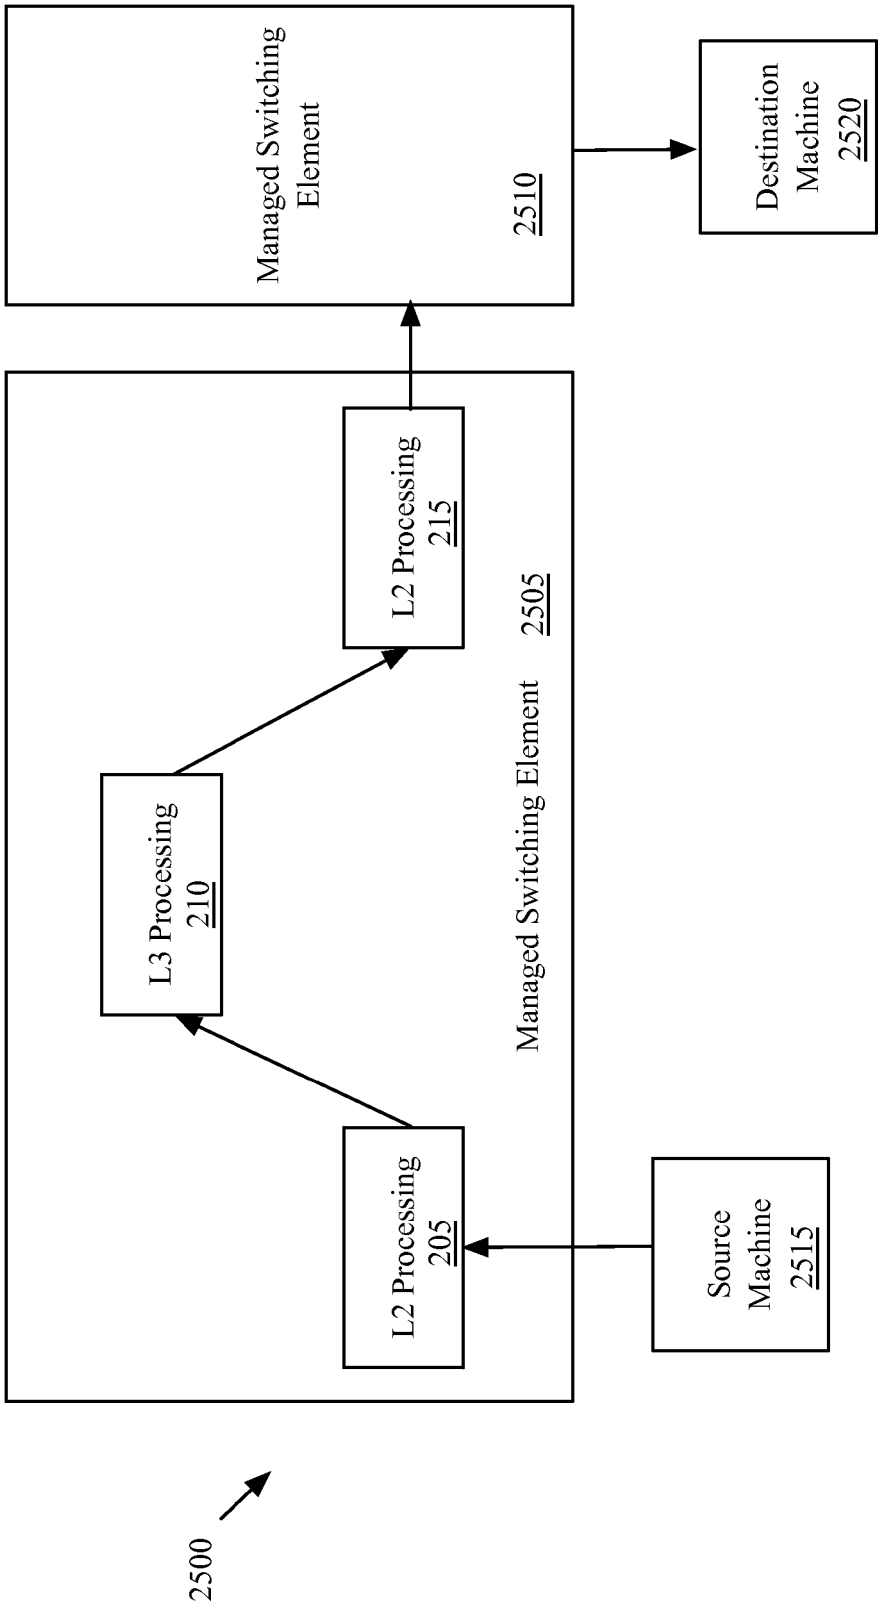 2500
L2 Processing
205
L3 Processing
210
L2 Processing
215
Managed Switching Element
2505
Managed Switching
Element
2510
Source
Machine
2515
Destination
Machine
2520